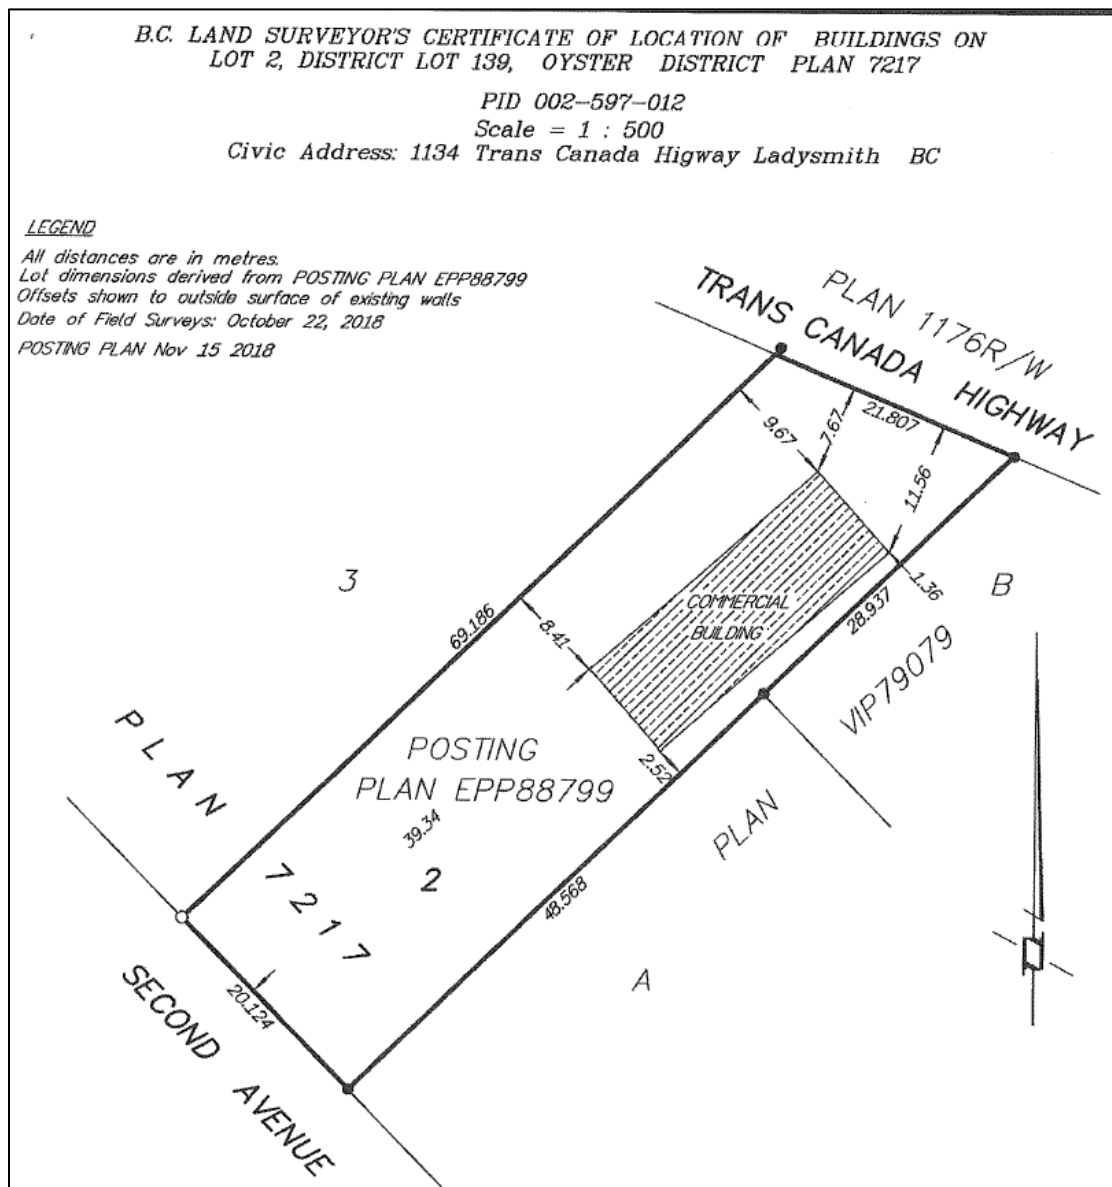 B.C. LAND SURVEYOR'S CERTIFICATE OF LOCATION OF BUILDINGS ON
LOT 2, DISTRICT LOT 139, OYSTER DISTRICT PLAN 7217
PID 002-597-012
Scale = 1 : 500
Civic Address: 1134 Trans Canada Higway Ladysmith BC
LEGEND
All distances are in metres.
Lot dimensions derived from POSTING PLAN EPP88799
Offsets shown to outside surface of existing walls
Date of Field Surveys: October 22, 2018
POSTING PLAN Nov 15 2018
PLAN 1176R/W
TRANS CANADA HIGHWAY
21.807
9.67
7.67
11.56
1.36
B
3
69.186
8.41
COMMERCIAL
BUILDING
28.937
VIP79079
PLAN
2.52
POSTING
PLAN EPP88799
39.34
2
PLAN
7217
48.568
A
20.124
SECOND AVENUE